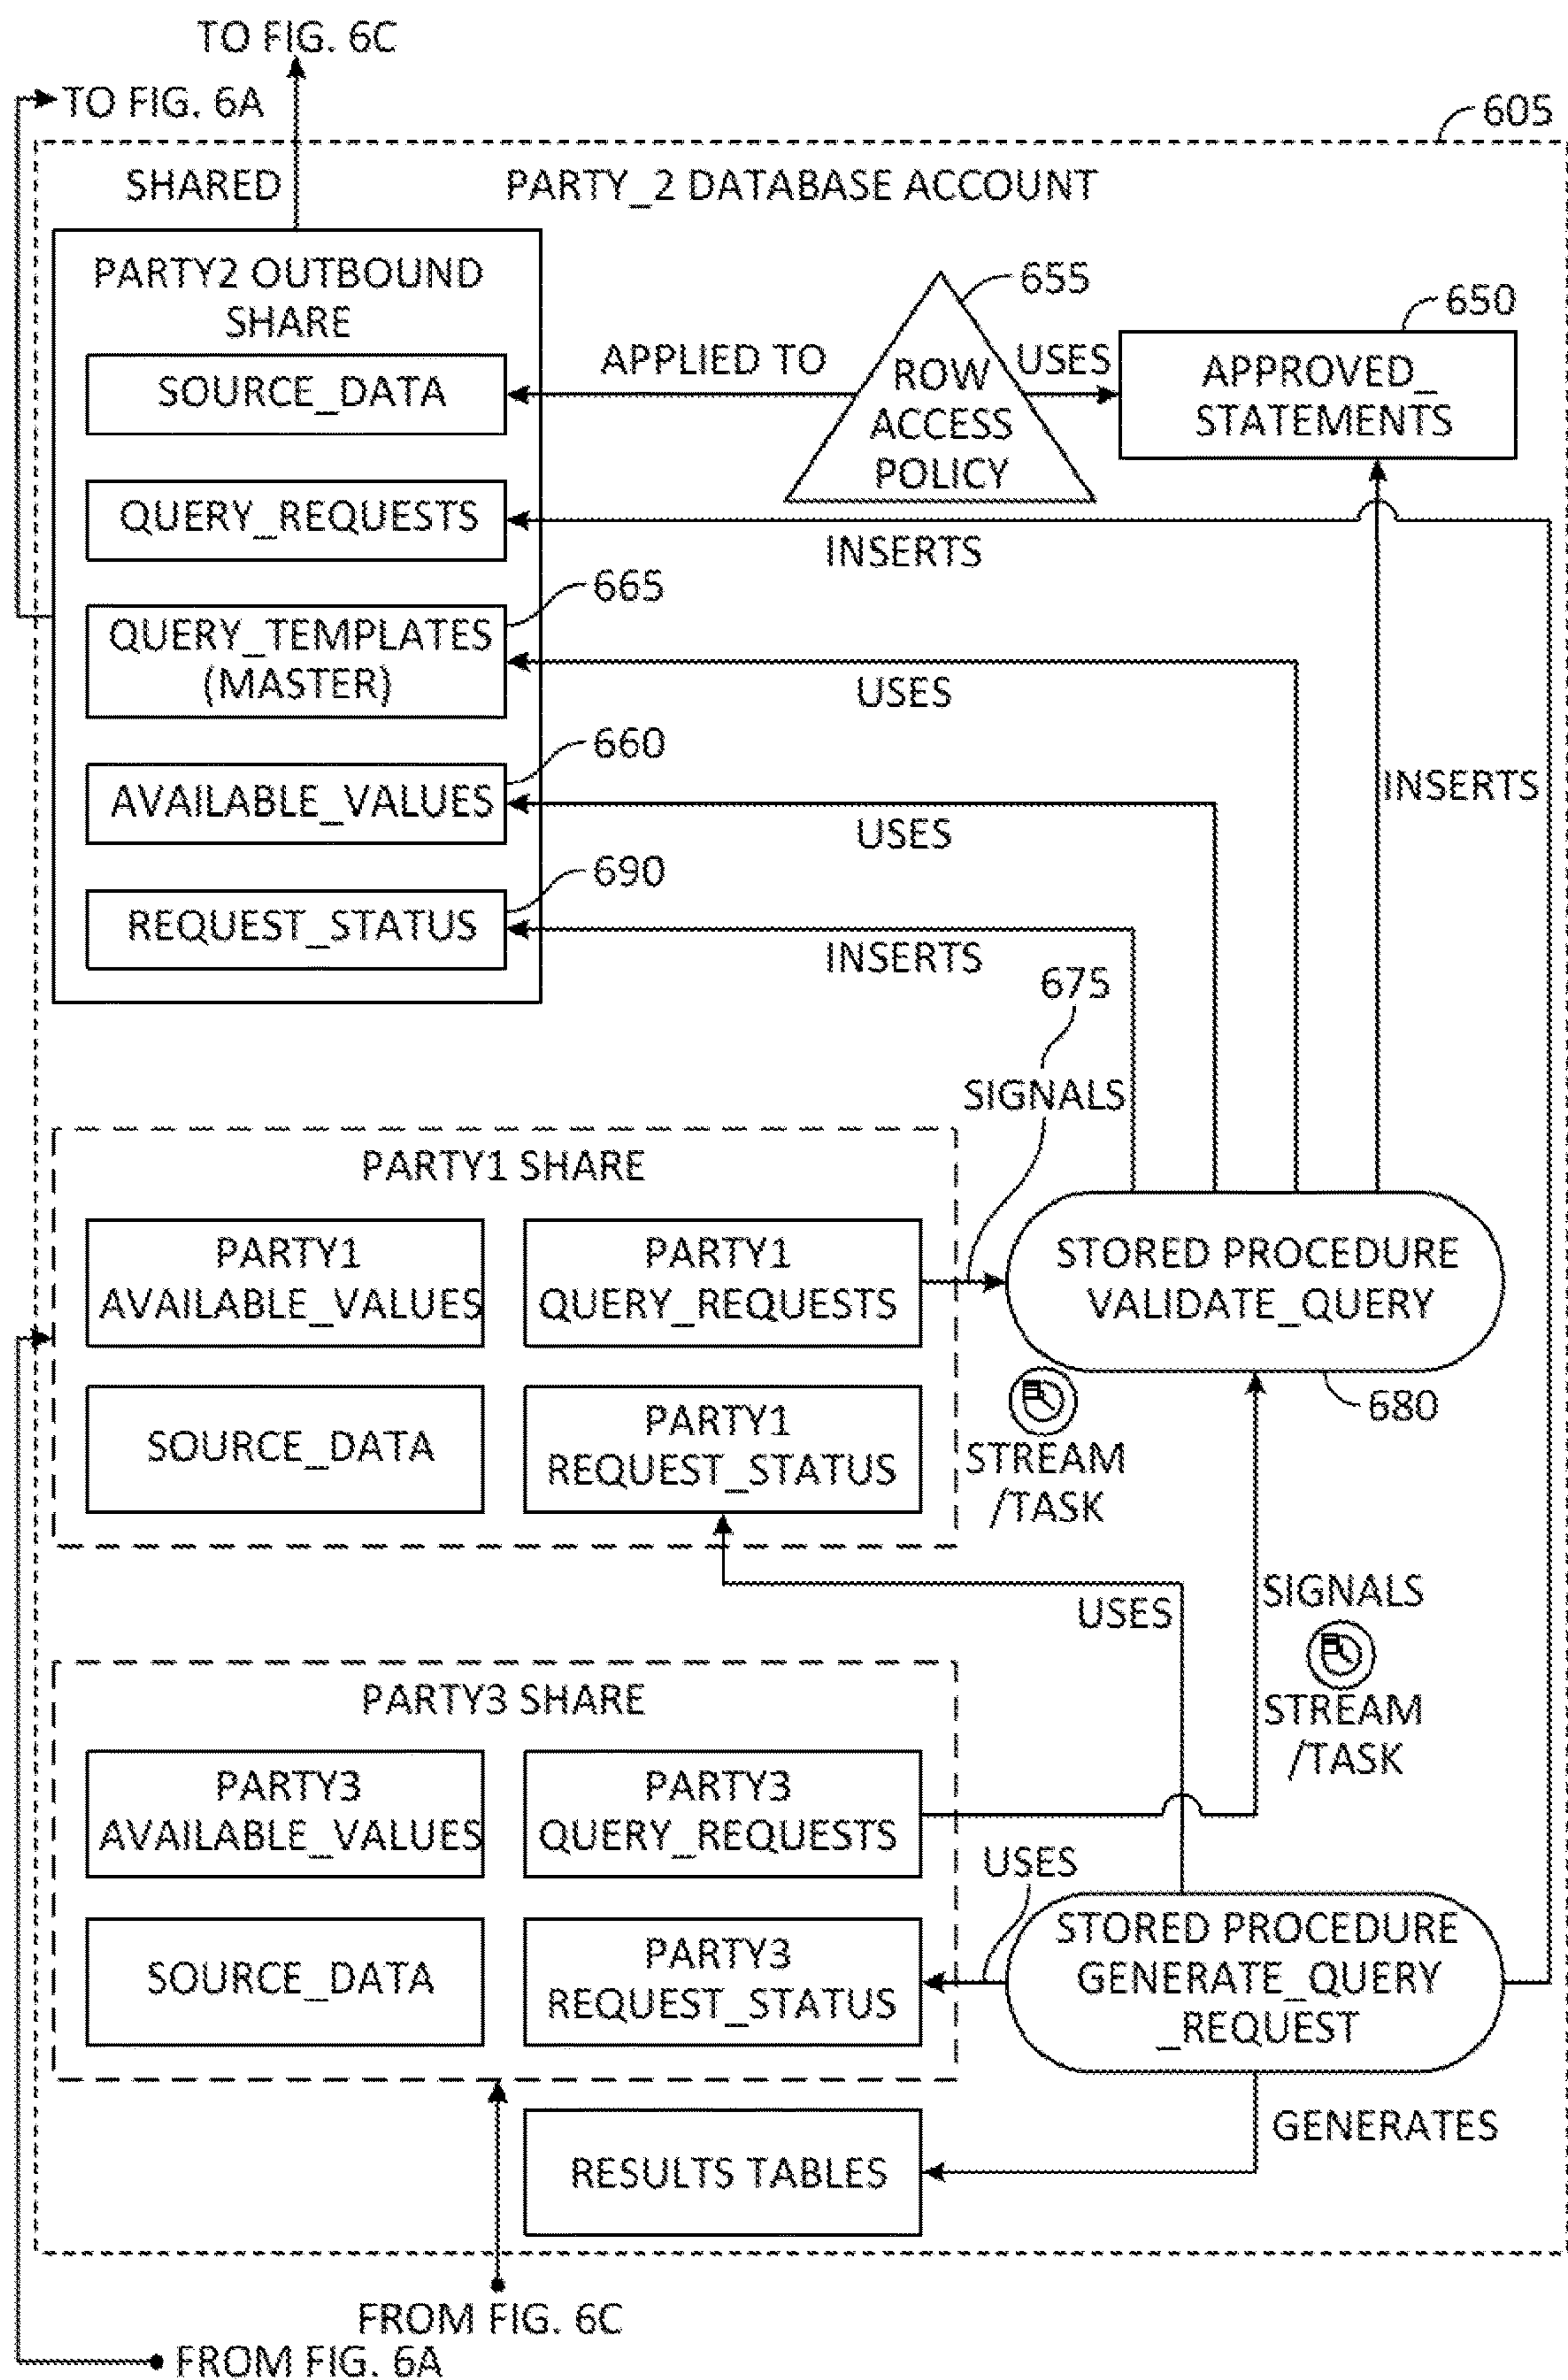 TO FIG. 6C
TO FIG. 6A
605
SHARED
PARTY_2 DATABASE ACCOUNT
PARTY2 OUTBOUND
SHARE
SOURCE_DATA
APPLIED TO
655
ROW
ACCESS
POLICY
USES
650
APPROVED_
STATEMENTS
QUERY_REQUESTS
INSERTS
665
QUERY_TEMPLATES
(MASTER)
USES
660
AVAILABLE_VALUES
USES
INSERTS
690
REQUEST_STATUS
INSERTS
675
SIGNALS
PARTY1 SHARE
PARTY1
AVAILABLE_VALUES
PARTY1
QUERY_REQUESTS
STORED PROCEDURE
VALIDATE_QUERY
680
SOURCE_DATA
PARTY1
REQUEST_STATUS
STREAM
/TASK
USES
SIGNALS
STREAM
/TASK
PARTY3 SHARE
PARTY3
AVAILABLE_VALUES
PARTY3
QUERY_REQUESTS
USES
SOURCE_DATA
PARTY3
REQUEST_STATUS
STORED PROCEDURE
GENERATE_QUERY
_REQUEST
GENERATES
RESULTS TABLES
FROM FIG. 6C
FROM FIG. 6A